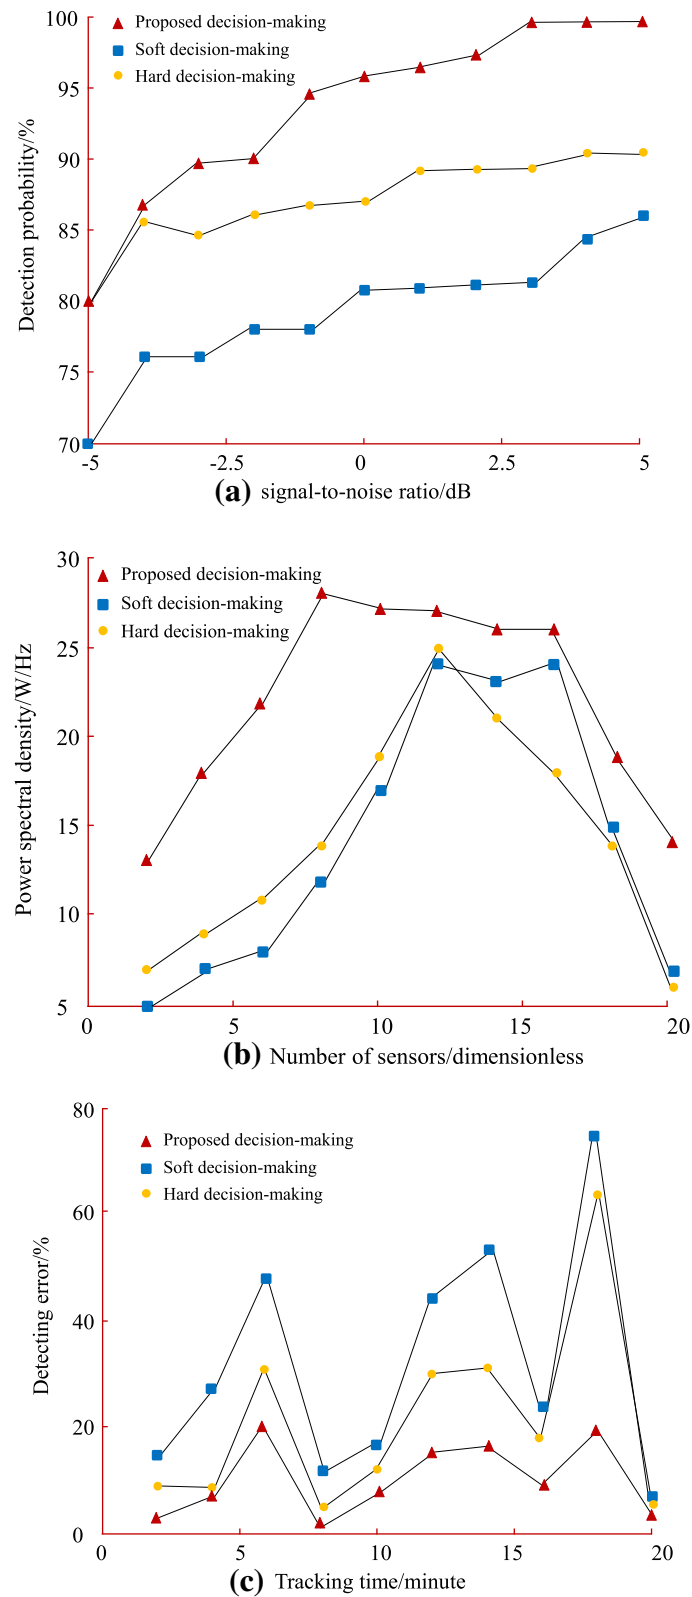 100
Proposed decision-making
Soft decision-making
Hard decision-making
95
90
85
80
75
70
Detection probability/%
-5 -2.5 0 2.5 5
(a) signal-to-noise ratio/dB
30
Proposed decision-making
Soft decision-making
Hard decision-making
25
20
15
10
5
Power spectral density/W/Hz
0 5 10 15 20
(b) Number of sensors/dimensionless
80
Proposed decision-making
Soft decision-making
Hard decision-making
60
40
20
0
Detecting error/%
0 5 10 15 20
(c) Tracking time/minute